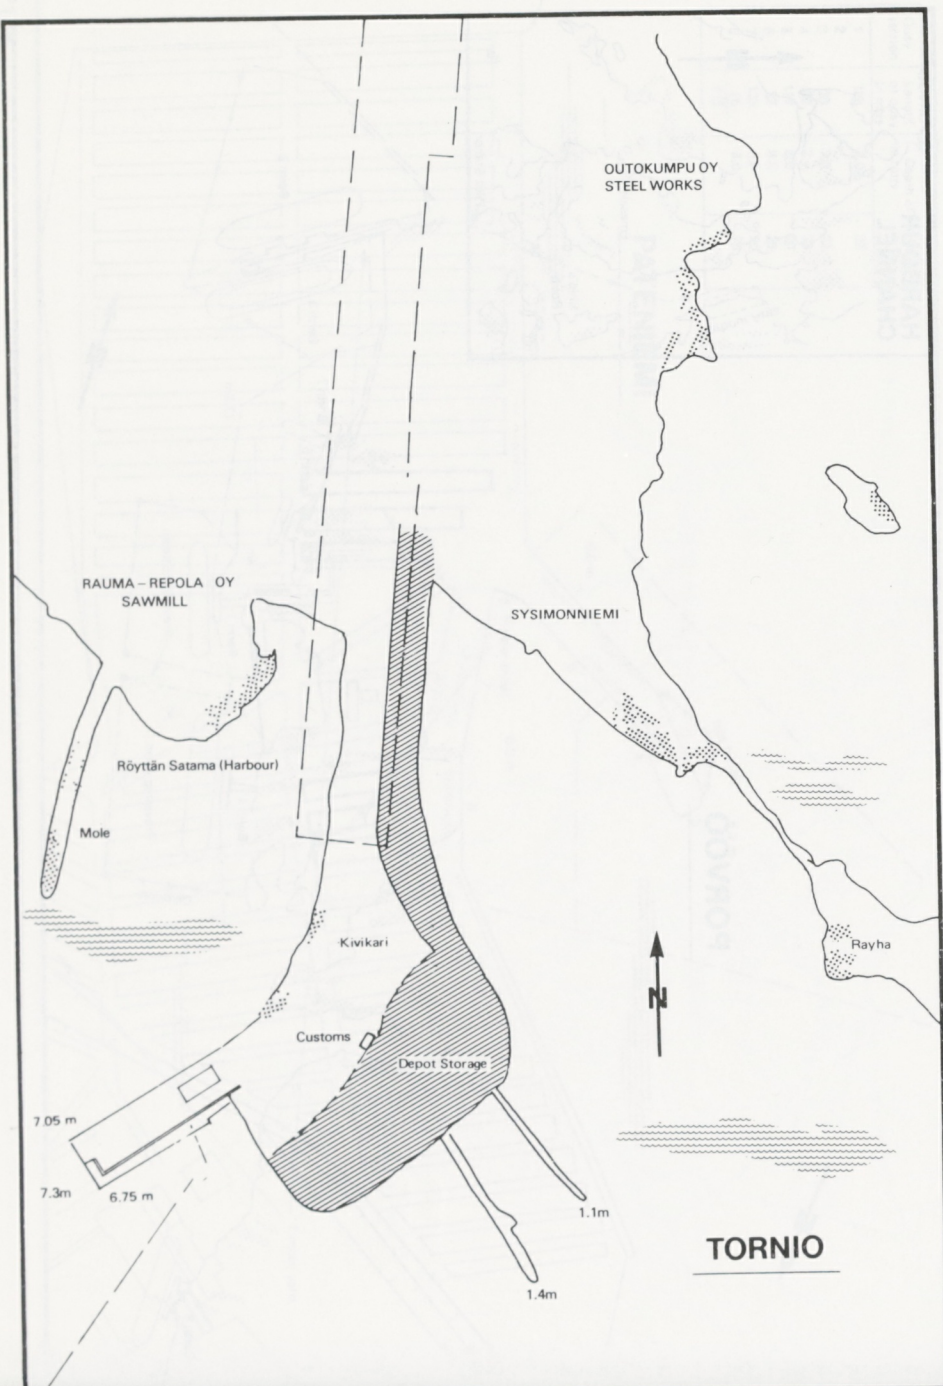 OUTOKUMPU OY
STEEL WORKS
RAUMA – REPOLA OY
SAWMILL
SYSIMONNIEMI
Röyttän Satama (Harbour)
Mole
Kivikari
Rayha
N
Customs
Depot Storage
7.05 m
7.3m
6.75 m
1.1m
1.4m
TORNIO
PORVOO